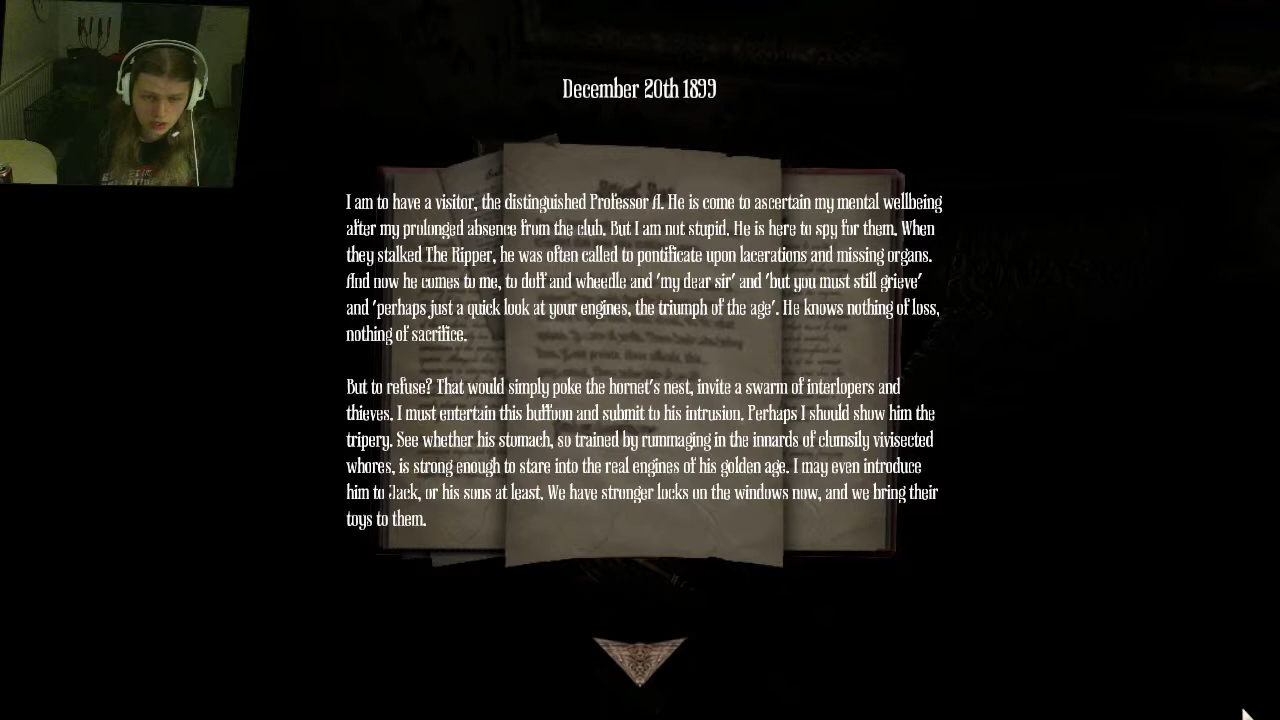 December 20th 1899
I am to have a visitor, the distinguished Professor A. He is come to ascertain my mental wellbeing
after my prolonged absence from the club. But I am not stupid. He is here to spy for them. When
they stalked The Ripper, he was often called to pontificate upon lacerations and missing organs.
And now he comes to me, to doff and wheedle and 'my dear sir' and 'but you must still grieve'
and 'perhaps just a quick look at your engines, the triumph of the age'. He knows nothing of loss,
nothing of sacrifice.
But to refuse? That would simply poke the hornet's nest, invite a swarm of interlopers and
thieves. I must entertain this buffoon and submit to his intrusion. Perhaps I should show him the
tripery. See whether his stomach, so trained by rummaging in the innards of clumsily vivisected
whores, is strong enough to stare into the real engines of his golden age. I may even introduce
him to Jack, or his sons at least. We have stronger locks on the windows now, and we bring their
toys to them.